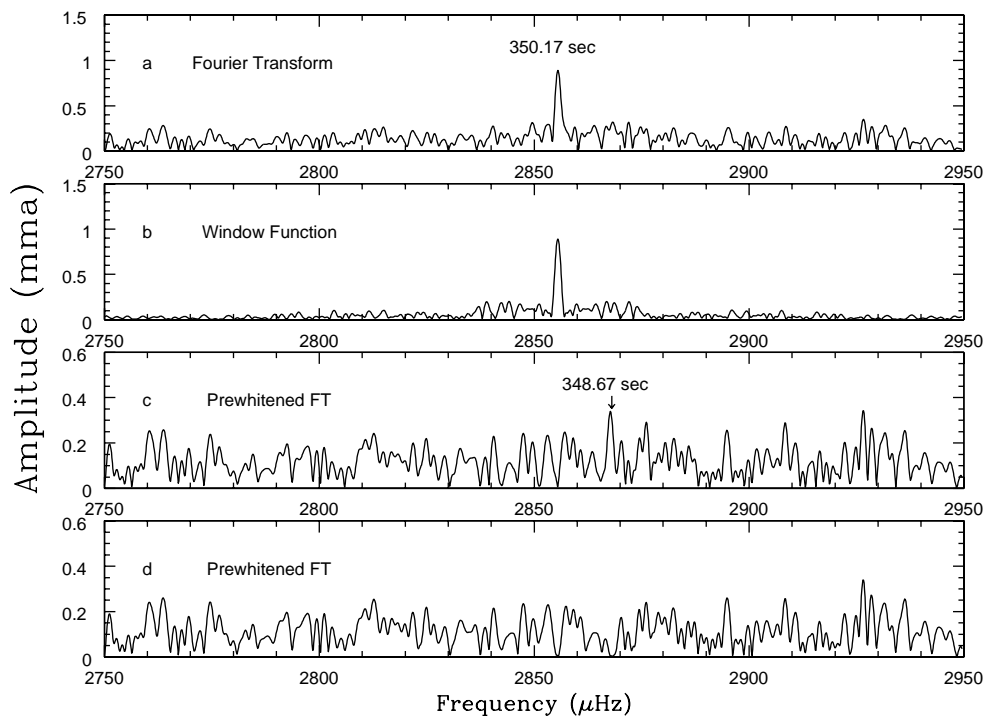 1.5
350.17 sec
1
a Fourier Transform
0.5
0
2750 2800 2850 2900 2950
1.5
1
b Window Function
0.5
0
2750 2800 2850 2900 2950
0.6
348.67 sec
0.4
c Prewhitened FT
0.2
0
2750 2800 2850 2900 2950
0.6
0.4
d Prewhitened FT
0.2
0
2750 2800 2850 2900 2950
Amplitude (mma)
Frequency (μHz)